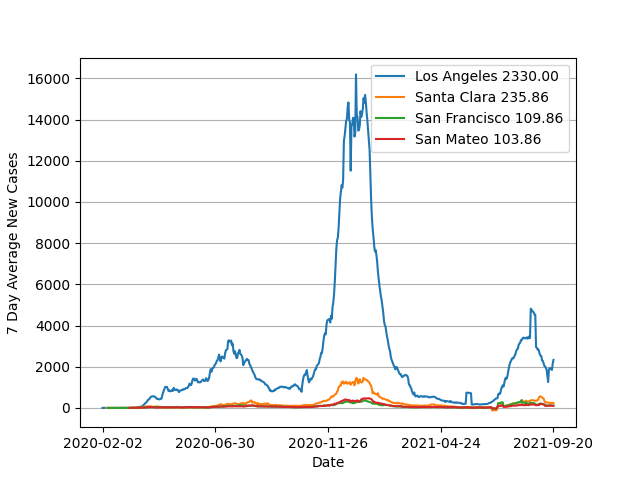 16000
14000
12000
10000
8000
6000
4000
2000
0
7 Day Average New Cases
Los Angeles 2330.00
Santa Clara 235.86
San Francisco 109.86
San Mateo 103.86
2020-02-02 2020-06-30 2020-11-26 2021-04-24 2021-09-20
Date